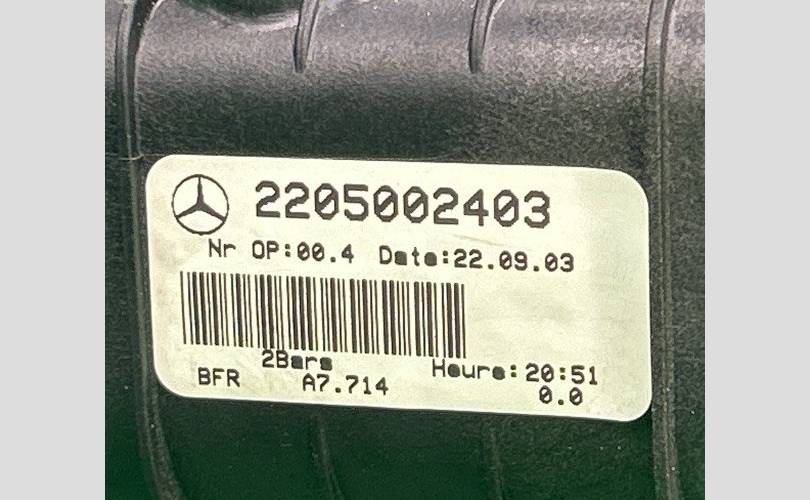 2205002403
Nr OP:00.4 Date:22.09.03
2Bars
Heure:20:51
BFR A7.714 0.0